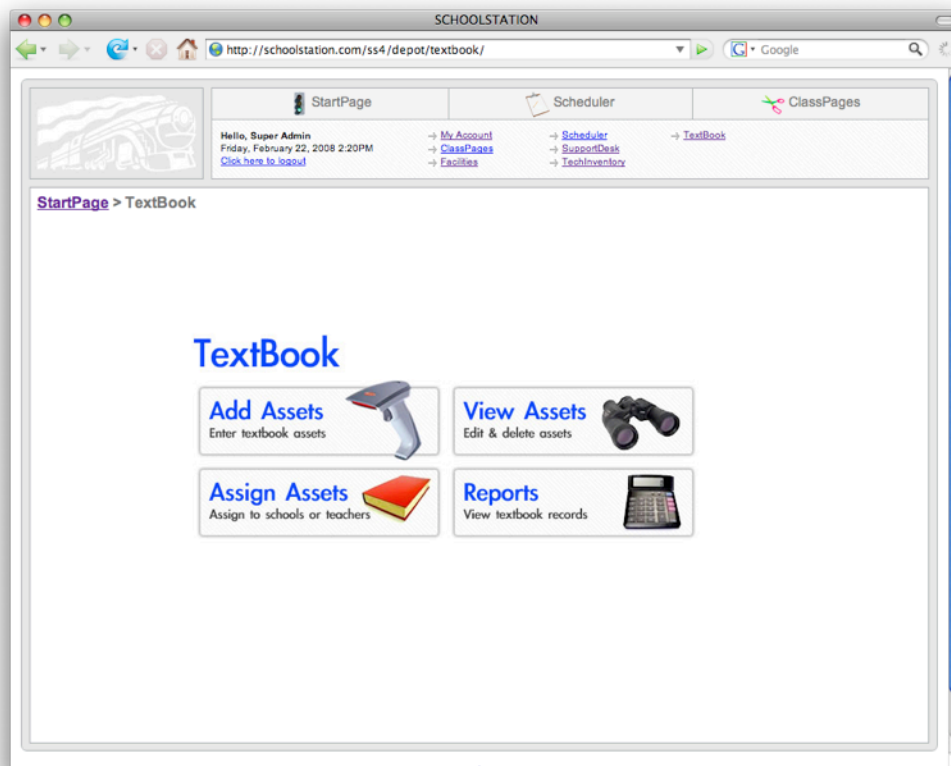 SCHOOLSTATION
http://schoolstation.com/ss4/depot/textbook/
G Google
StartPage
Scheduler
ClassPages
Hello, Super Admin
Friday, February 22, 2008 2:20PM
Click here to logout
→ My Account
→ ClassPages
→ Facilities
→ Scheduler
→ SupportDesk
→ TechInventory
→ TextBook
StartPage > TextBook
TextBook
Add Assets
Enter textbook assets
View Assets
Edit & delete assets
Assign Assets
Assign to schools or teachers
Reports
View textbook records